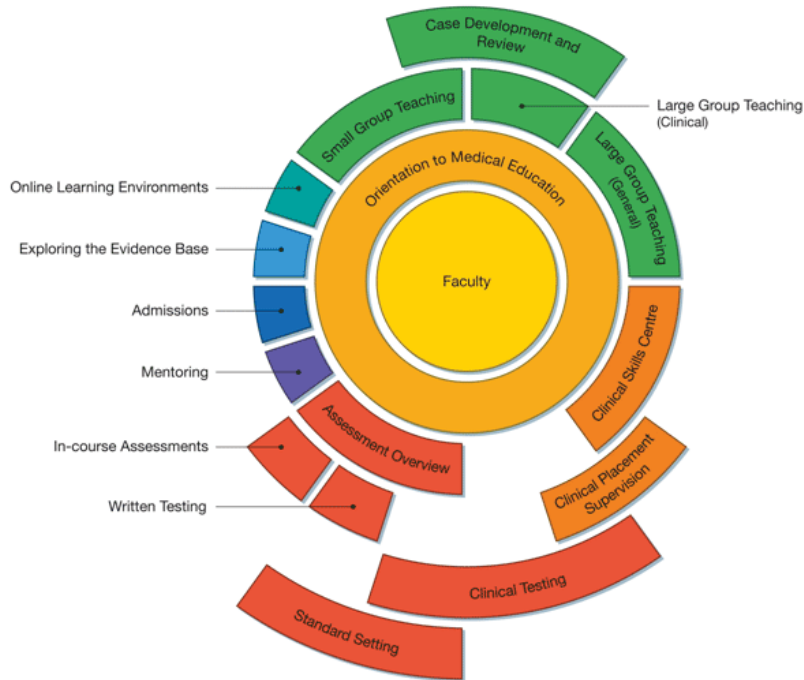 Case Development and
Review
Small Group Teaching
Large Group Teaching
(Clinical)
Large Group Teaching
(General)
Orientation to Medical Education
Online Learning Environments
Exploring the Evidence Base
Faculty
Admissions
Mentoring
Clinical Skills Centre
Assessment Overview
In-course Assessments
Clinical Placement
Supervision
Written Testing
Clinical Testing
Standard Setting